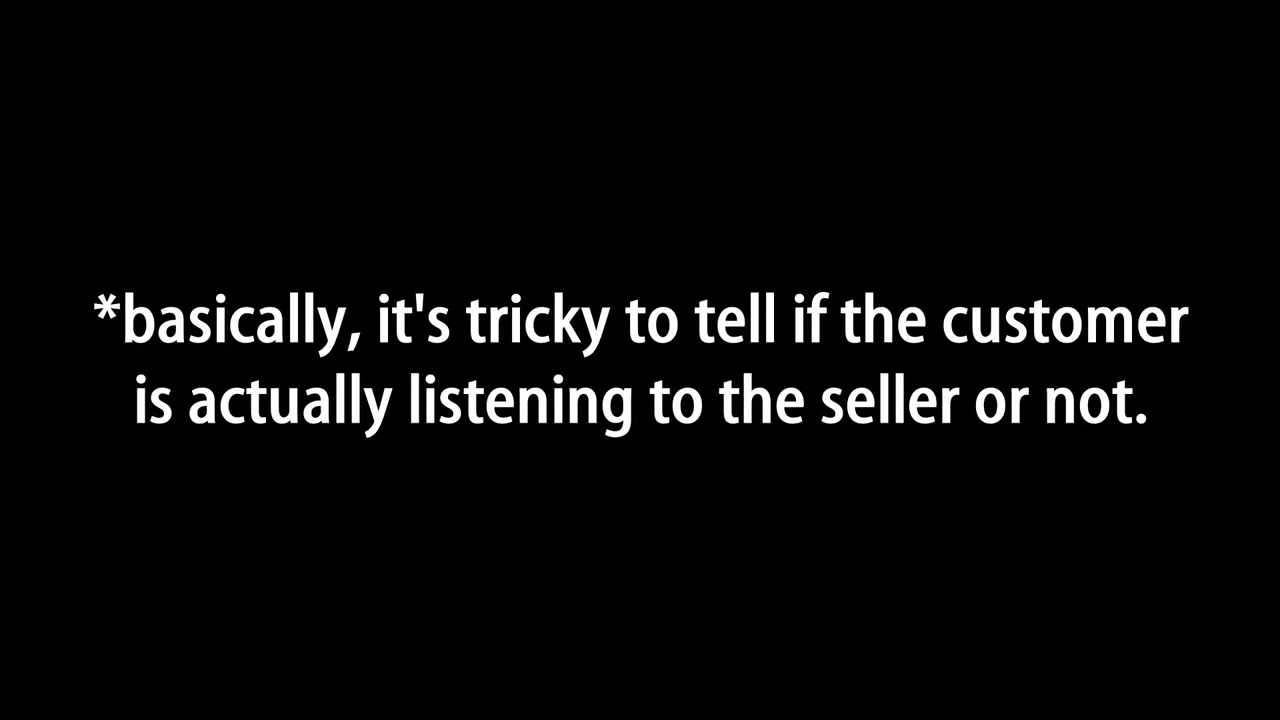 *basically, it's tricky to tell if the customer
is actually listening to the seller or not.